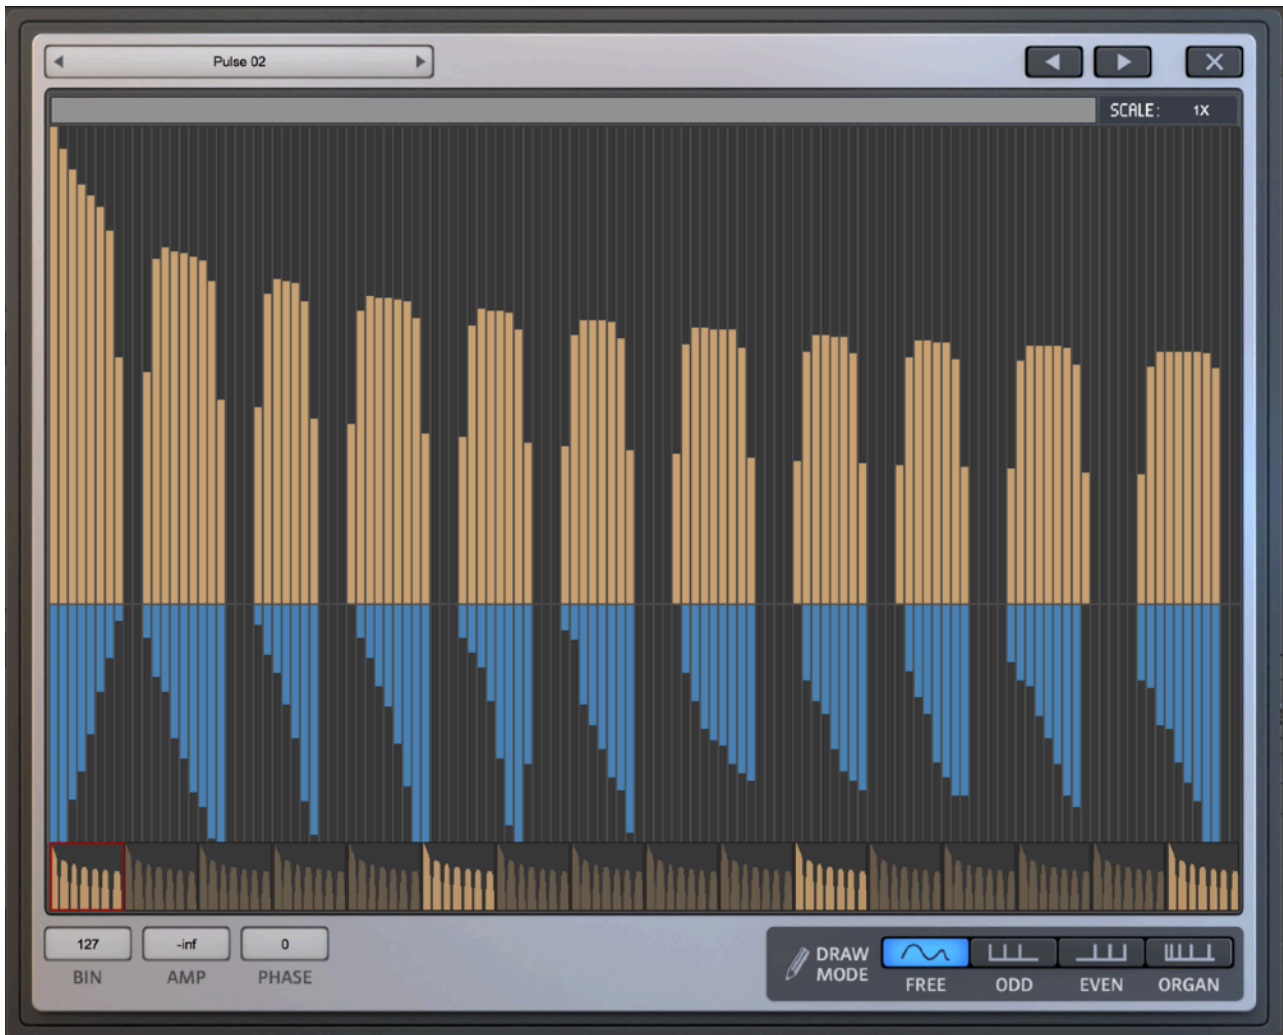 Pulse 02
SCALE: 1X
127
-inf
0
BIN
AMP
PHASE
DRAW
MODE
FREE
ODD
EVEN
ORGAN